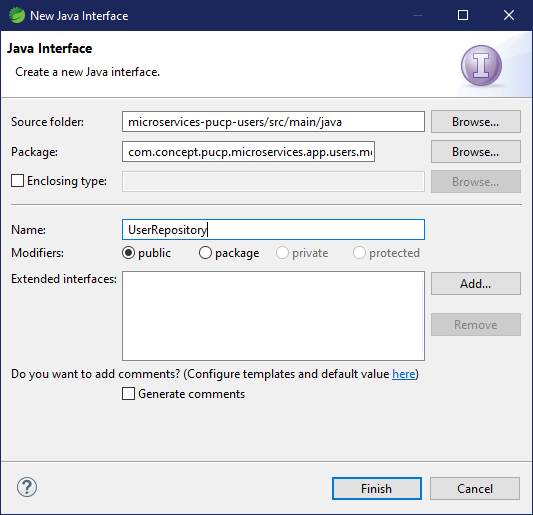 New Java Interface
Java Interface
Create a new Java interface.
I
Source folder: microservices-pucp-users/src/main/java Browse...
Package: com.concept.pucp.microservices.app.users.m Browse...
Enclosing type: Browse...
Name: UserRepository
Modifiers: public package private protected
Extended interfaces: Add...
Remove
Do you want to add comments? (Configure templates and default value here)
Generate comments
? Finish Cancel